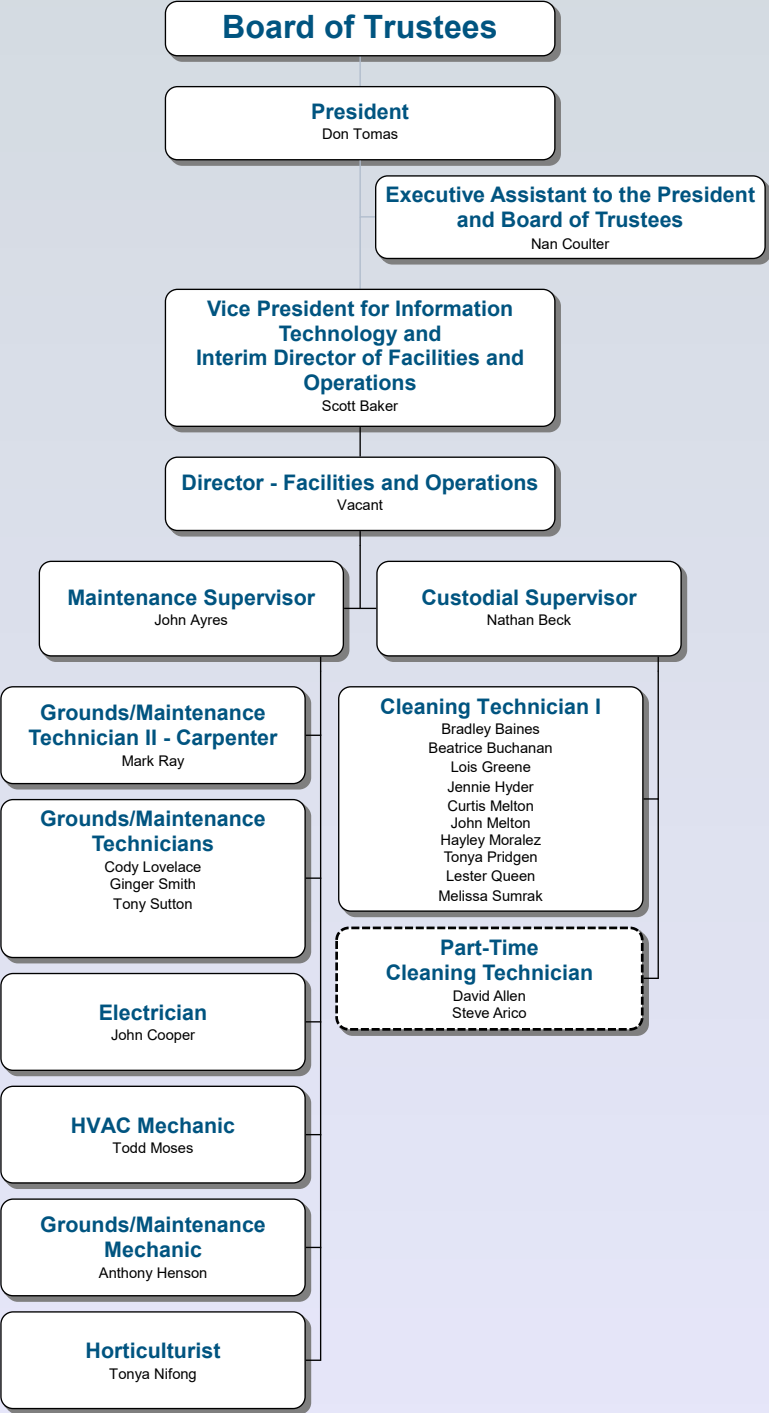 Board of Trustees
President
Don Tomas
Executive Assistant to the President
and Board of Trustees
Nan Coulter
Vice President for Information
Technology and
Interim Director of Facilities and
Operations
Scott Baker
Director - Facilities and Operations
Vacant
Maintenance Supervisor
John Ayres
Custodial Supervisor
Nathan Beck
Grounds/Maintenance
Technician II - Carpenter
Mark Ray
Grounds/Maintenance
Technicians
Cody Lovelace
Ginger Smith
Tony Sutton
Electrician
John Cooper
HVAC Mechanic
Todd Moses
Grounds/Maintenance
Mechanic
Anthony Henson
Horticulturist
Tonya Nifong
Cleaning Technician I
Bradley Baines
Beatrice Buchanan
Lois Greene
Jennie Hyder
Curtis Melton
John Melton
Hayley Moralez
Tonya Pridgen
Lester Queen
Melissa Sumrak
Part-Time
Cleaning Technician
David Allen
Steve Arico